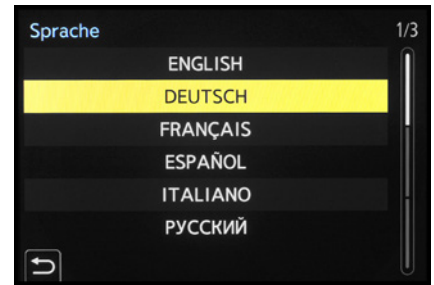 Sprache
1/3
ENGLISH
DEUTSCH
FRANÇAIS
ESPAÑOL
ITALIANO
РУССКИЙ